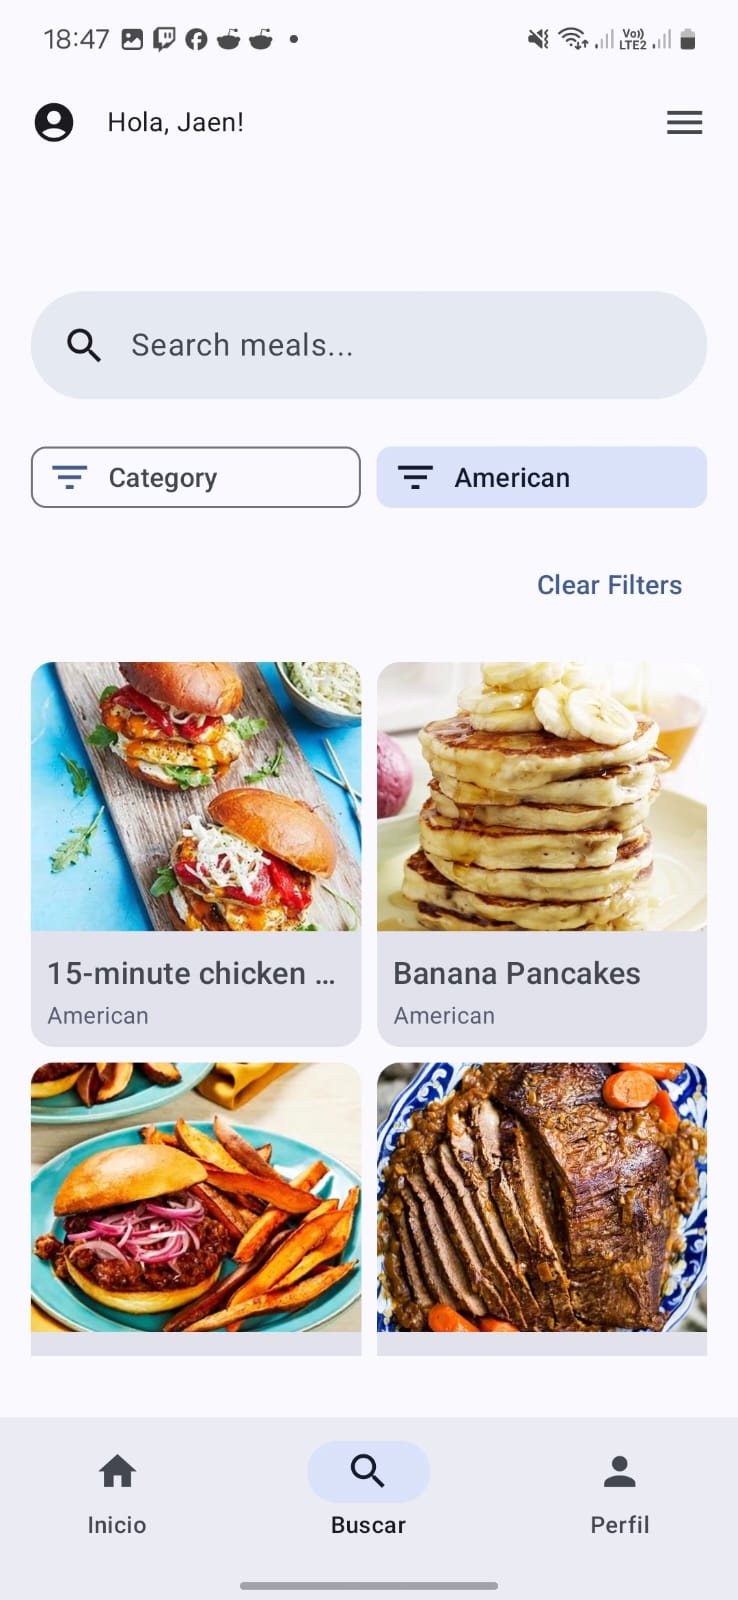 18:47
Vo))
LTE2
Hola, Jaen!
Search meals...
Category
American
Clear Filters
15-minute chicken ...
American
Banana Pancakes
American
Inicio
Buscar
Perfil